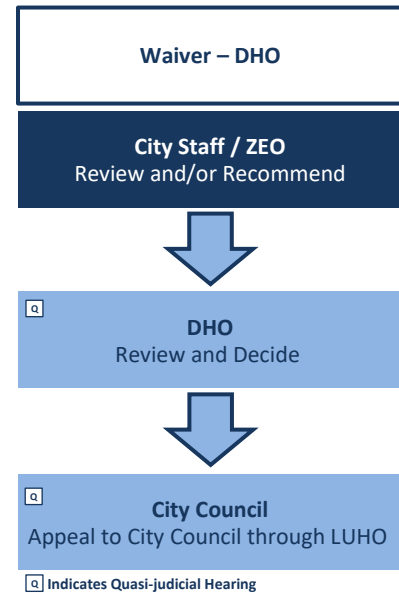 Waiver – DHO
City Staff / ZEO
Review and/or Recommend
Q
DHO
Review and Decide
Q
City Council
Appeal to City Council through LUHO
Q Indicates Quasi-judicial Hearing